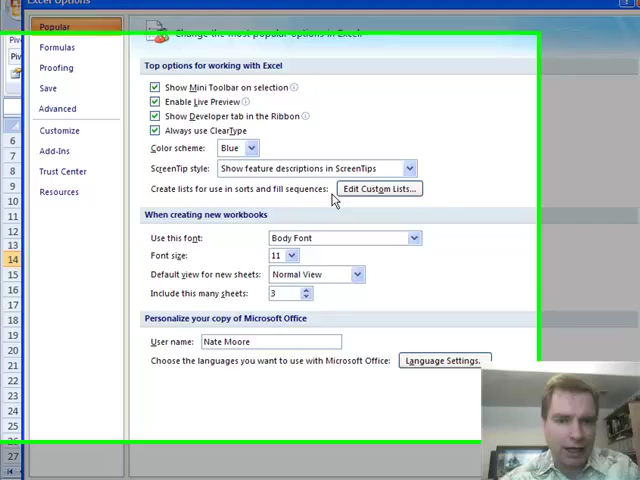 Excel Options
Popular
Change the most popular options in Excel.
Formulas
Proofing
Save
Advanced
Customize
Add-Ins
Trust Center
Resources
Top options for working with Excel
Show Mini Toolbar on selection
Enable Live Preview
Show Developer tab in the Ribbon
Always use ClearType
Color scheme: Blue
ScreenTip style: Show feature descriptions in ScreenTips
Create lists for use in sorts and fill sequences: Edit Custom Lists...
When creating new workbooks
Use this font: Body Font
Font size: 11
Default view for new sheets: Normal View
Include this many sheets: 3
Personalize your copy of Microsoft Office
User name: Nate Moore
Choose the languages you want to use with Microsoft Office: Language Settings.
Piv
6
7
8
9
10
11
12
13
14
15
16
17
18
19
20
21
22
23
24
25
26
27